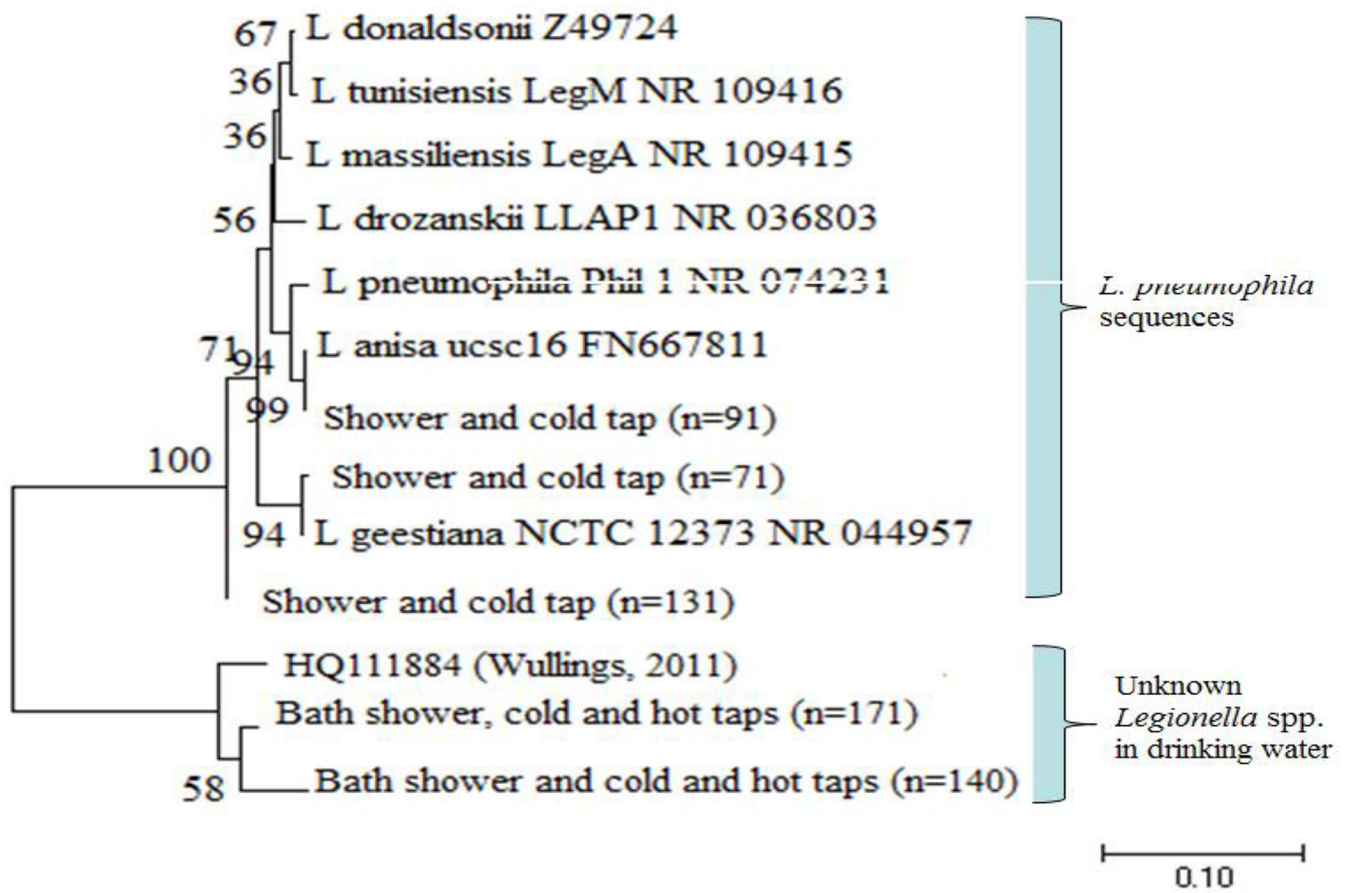 67
L donaldsonii Z49724
36
L tunisiensis LegM NR 109416
36
L massiliensis LegA NR 109415
56
L drozanskii LLAP1 NR 036803
L pneumophila Phil 1 NR 074231
71
94
L anisa ucsc16 FN667811
99
Shower and cold tap (n=91)
100
Shower and cold tap (n=71)
94
L geestiana NCTC 12373 NR 044957
Shower and cold tap (n=131)
L. pneumophila
sequences
HQ111884 (Wullings, 2011)
Bath shower, cold and hot taps (n=171)
58
Bath shower and cold and hot taps (n=140)
Unknown
Legionella spp.
in drinking water
0.10